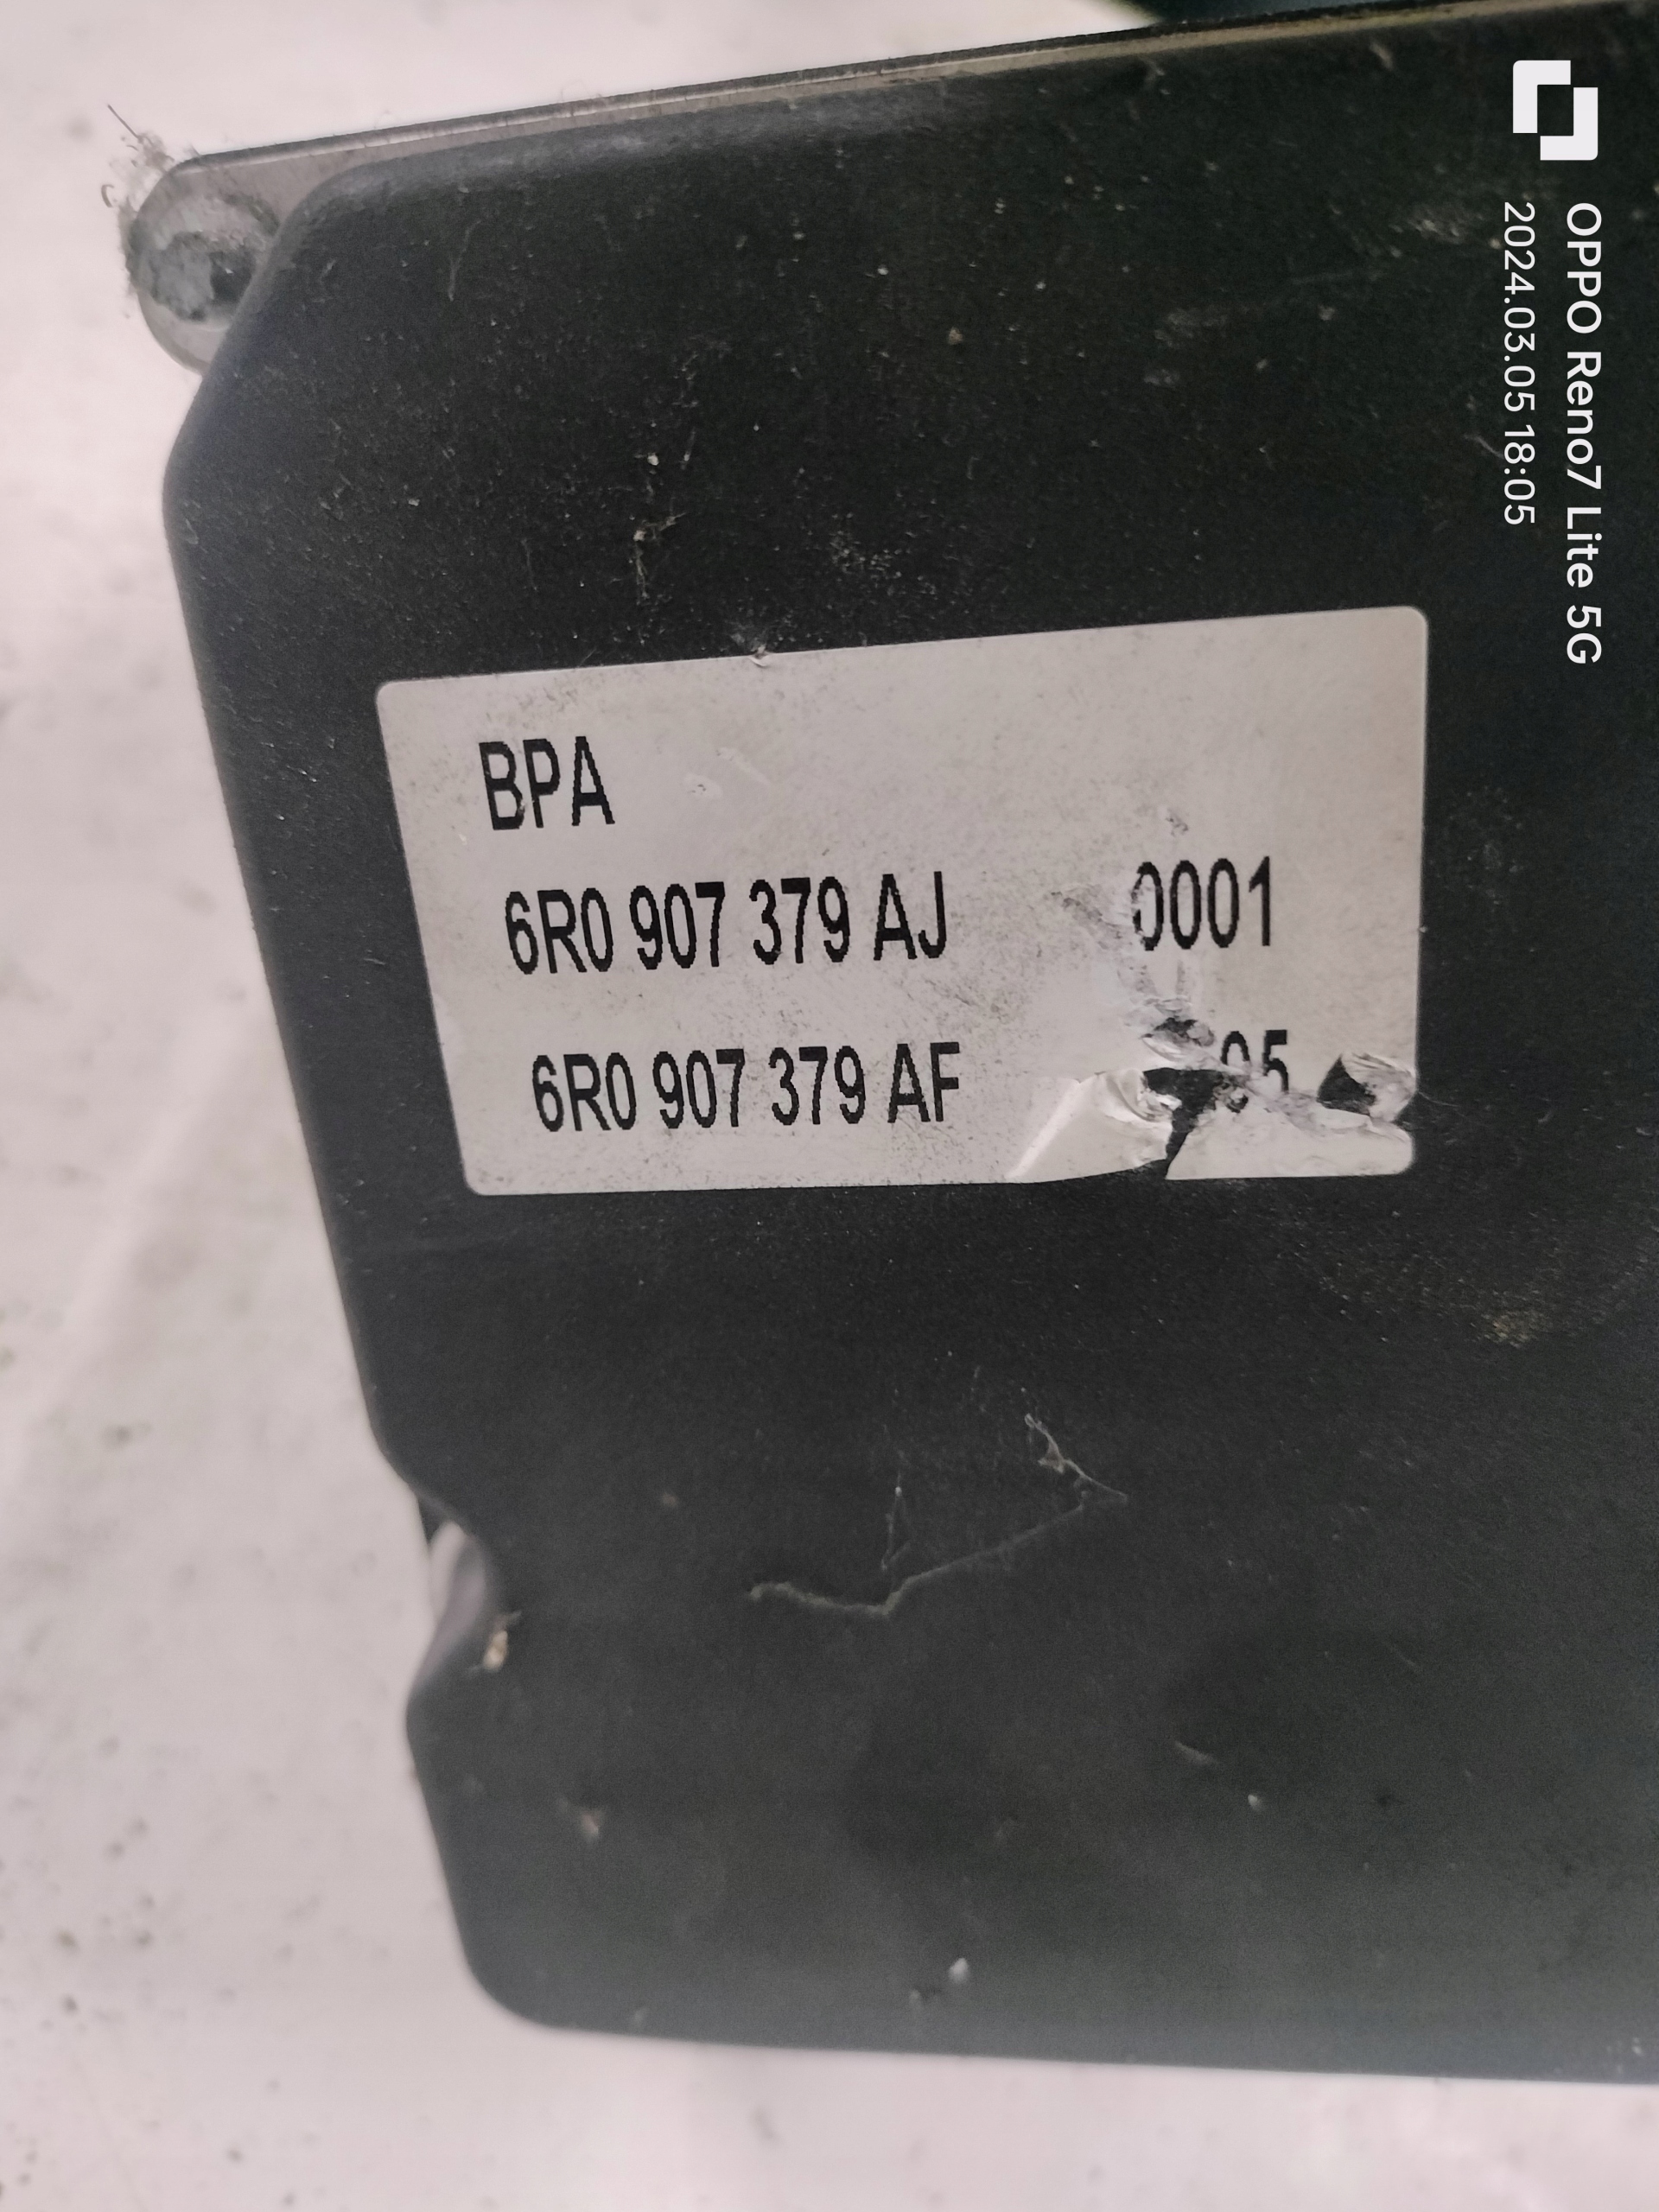 BPA
6R0 907 379 AJ 0001
6R0 907 379 AF
OPPO Reno7 Lite 5G
2024.03.05 18:05